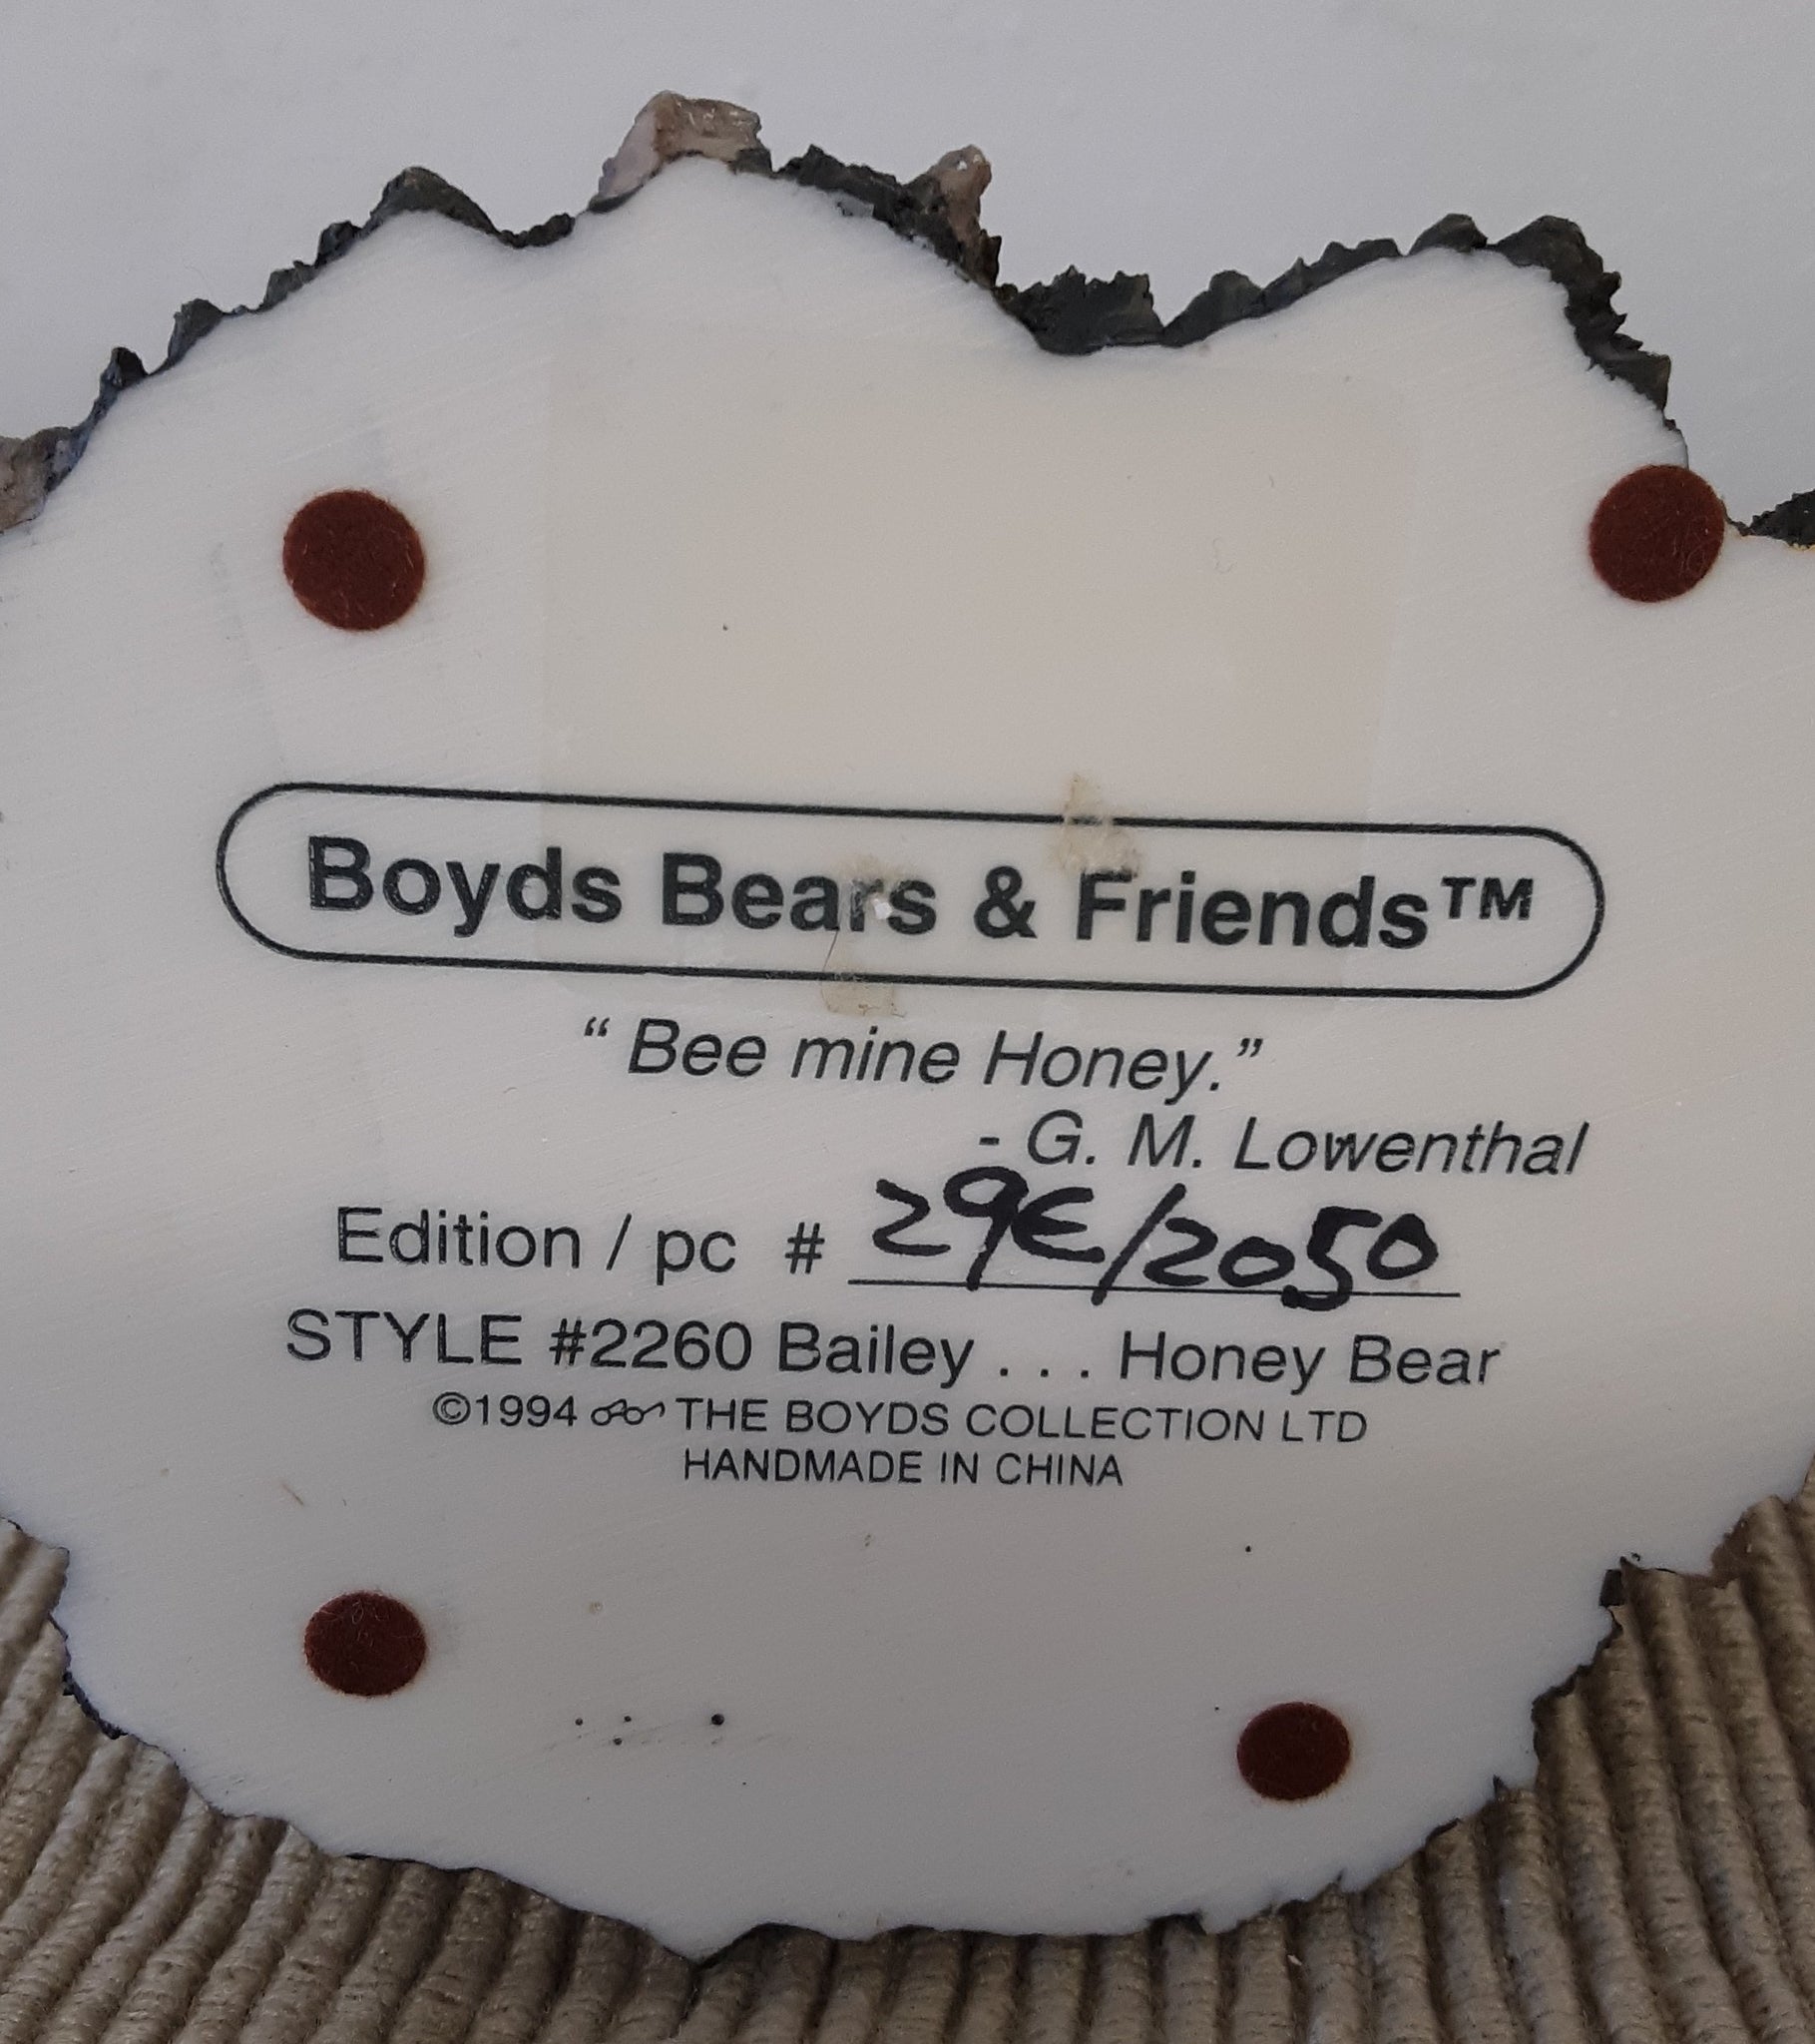 Boyds Bears & Friends™
“ Bee mine Honey.”
- G. M. Lowenthal
Edition / pc # 29E/2050
STYLE #2260 Bailey . . . Honey Bear
©1994 THE BOYDS COLLECTION LTD
HANDMADE IN CHINA